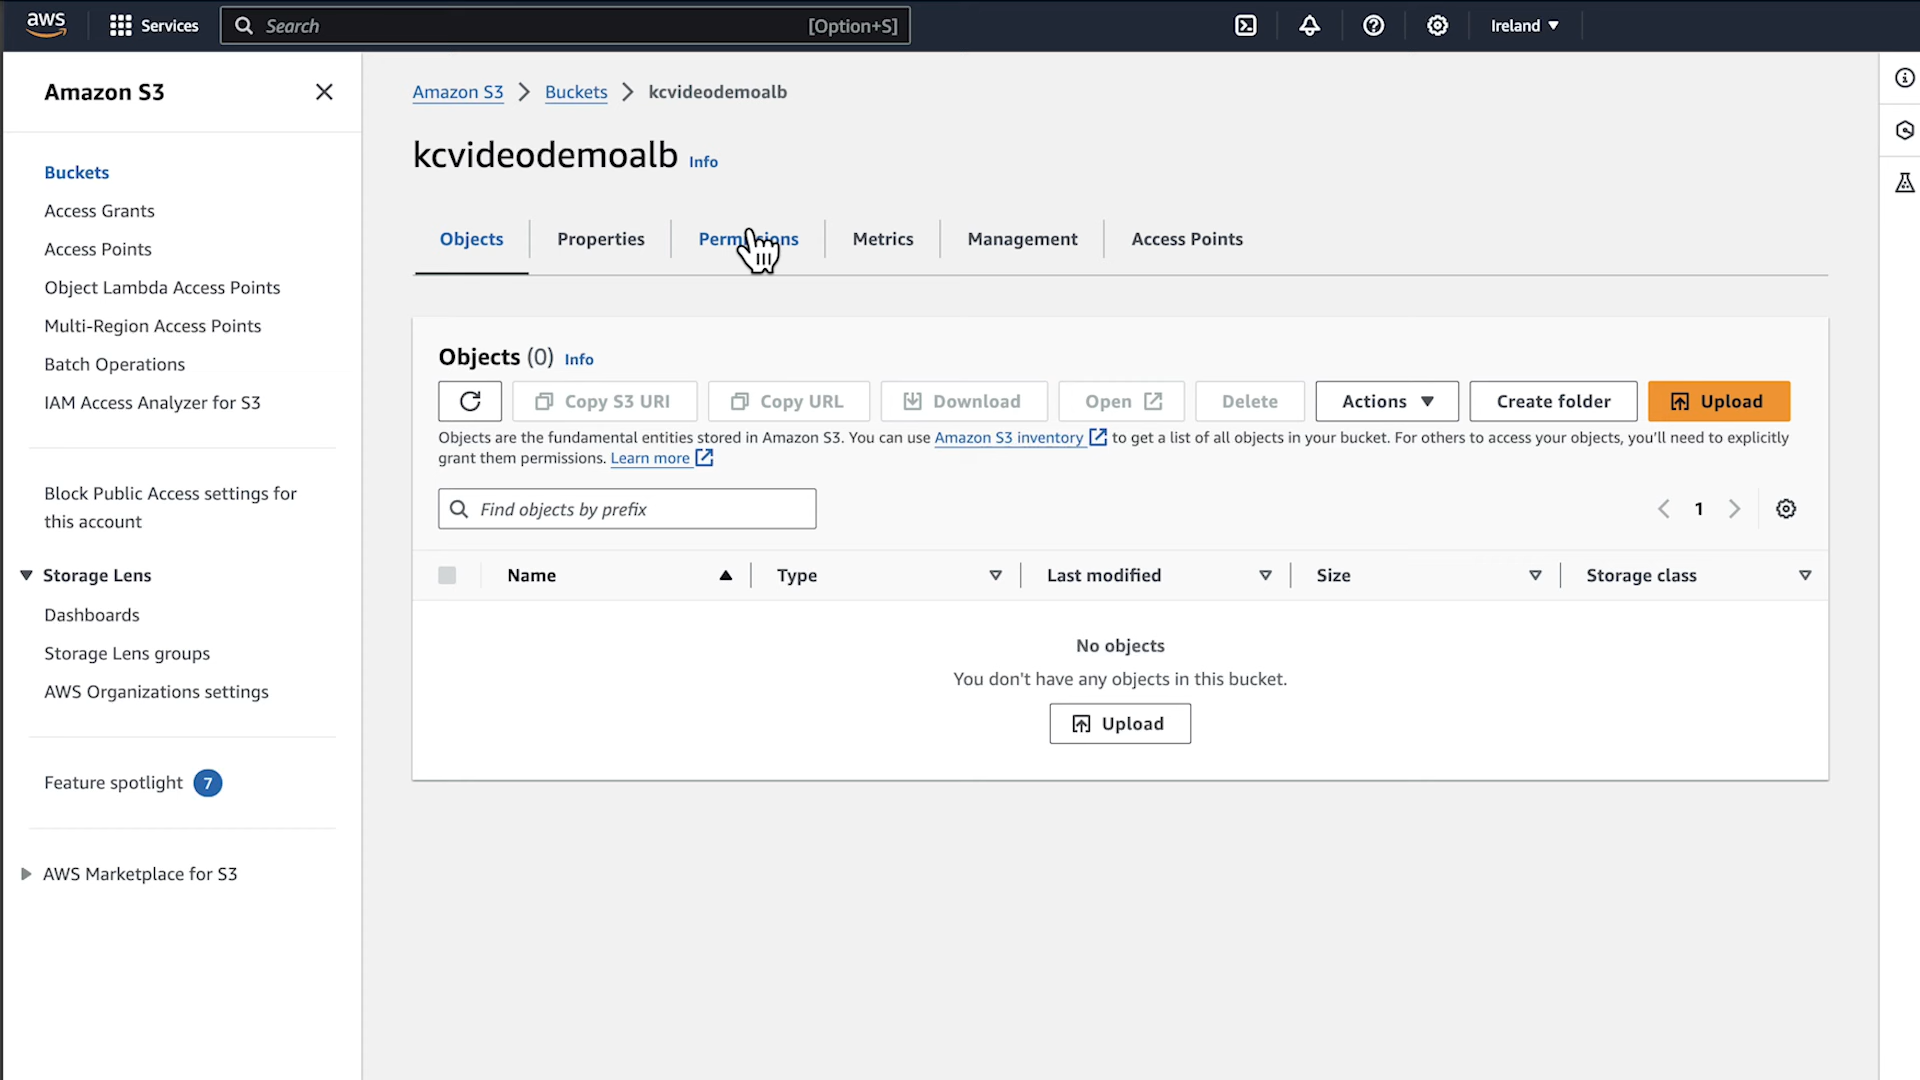 aws
Services
Search
[Option+S]
Ireland
Amazon S3
Buckets
Access Grants
Access Points
Object Lambda Access Points
Multi-Region Access Points
Batch Operations
IAM Access Analyzer for S3
Block Public Access settings for
this account
Storage Lens
Dashboards
Storage Lens groups
AWS Organizations settings
Feature spotlight 7
AWS Marketplace for S3
Amazon S3 > Buckets > kcvideodemoalb
kcvideodemoalb Info
Objects Properties Permissions Metrics Management Access Points
Objects (0) Info
Copy S3 URI Copy URL Download Open Delete Actions Create folder Upload
Objects are the fundamental entities stored in Amazon S3. You can use Amazon S3 inventory to get a list of all objects in your bucket. For others to access your objects, you'll need to explicitly
grant them permissions. Learn more
Find objects by prefix
1
Name Type Last modified Size Storage class
No objects
You don't have any objects in this bucket.
Upload